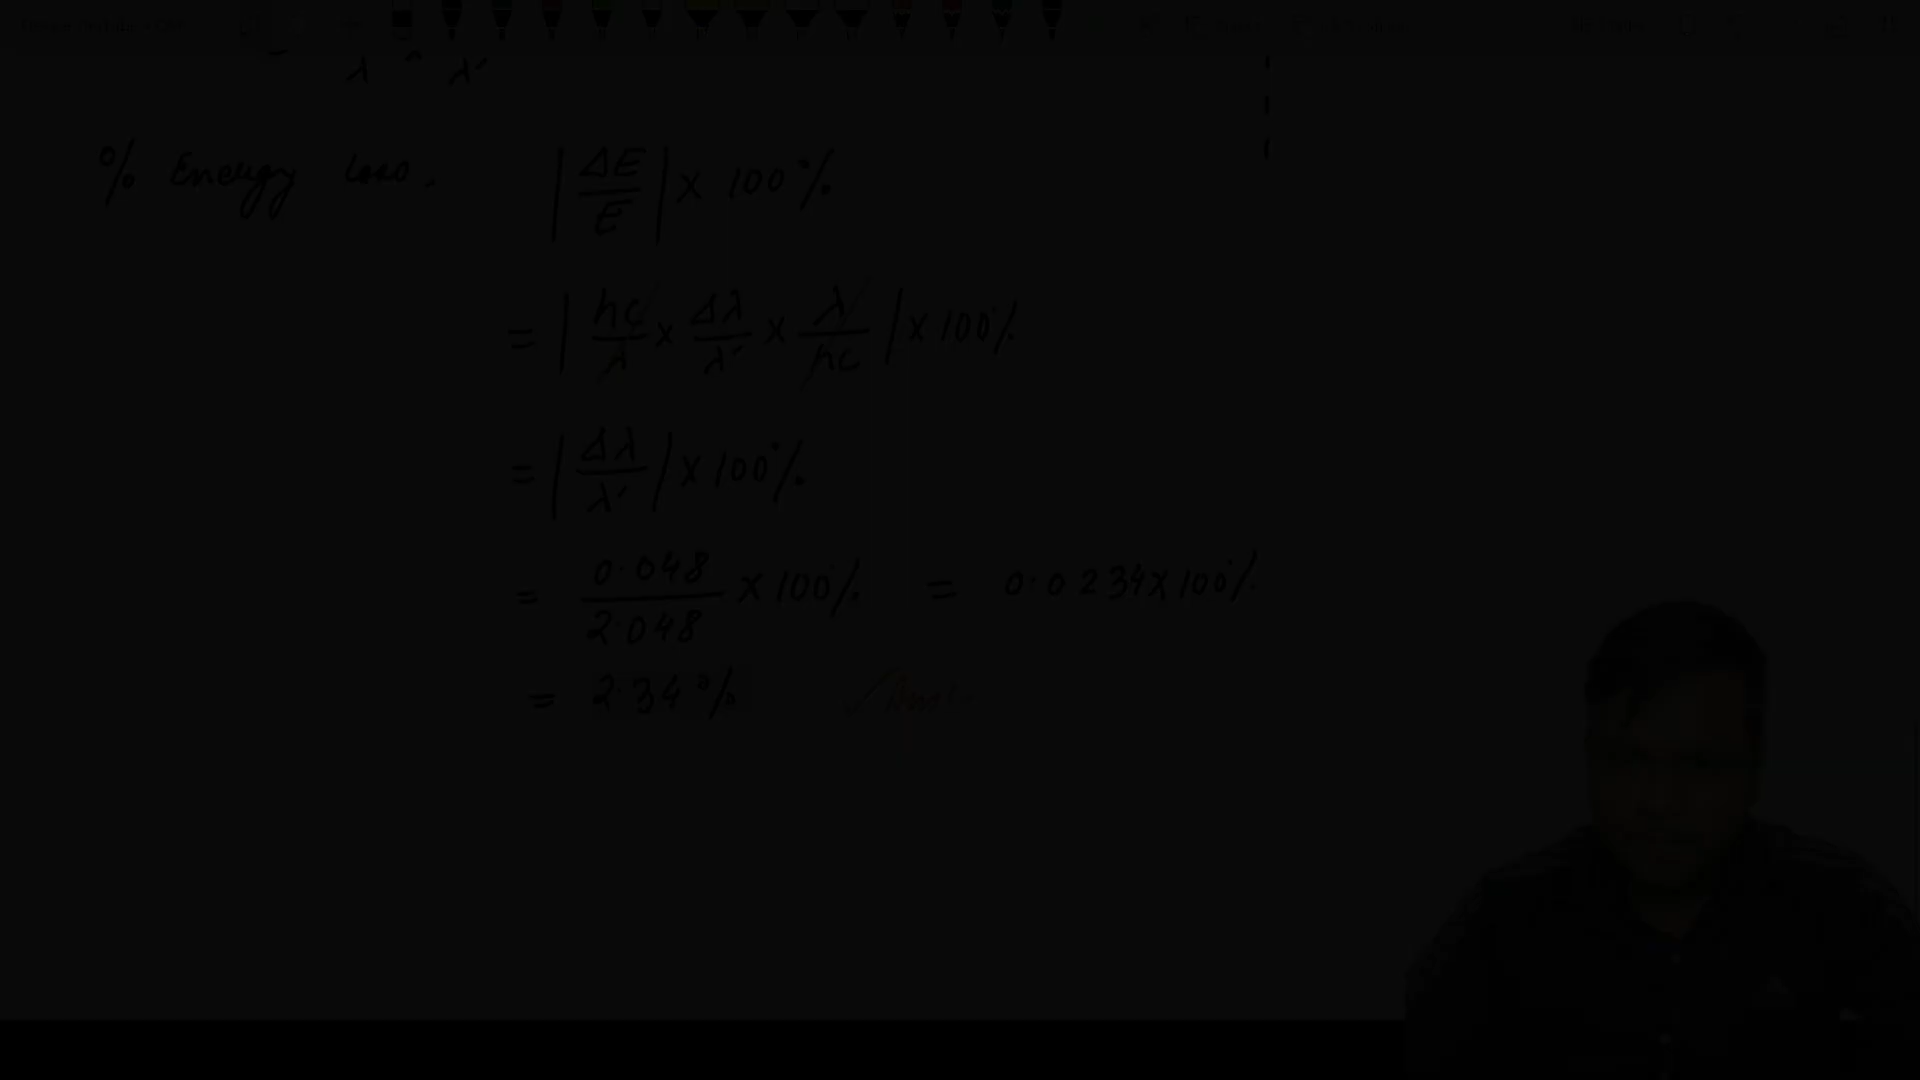 λ λ′
% Energy loss. |ΔE/E| × 100%
= |hc/λ × Δλ/λ′ × λ/hc| × 100%
= |Δλ/λ′| × 100%
= 0.048/2.048 × 100% = 0.0234 × 100%
= 2.34%